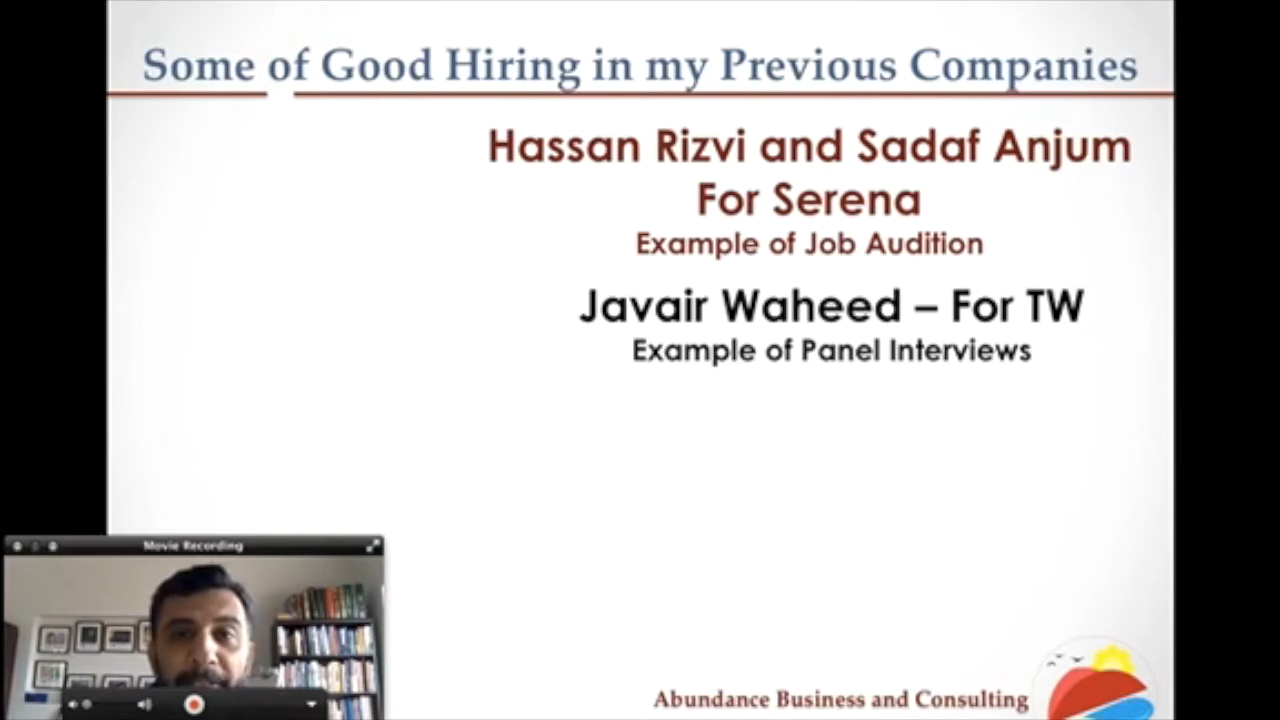 Some of Good Hiring in my Previous Companies
Hassan Rizvi and Sadaf Anjum
For Serena
Example of Job Audition
Javair Waheed – For TW
Example of Panel Interviews
Movie Recording
Abundance Business and Consulting